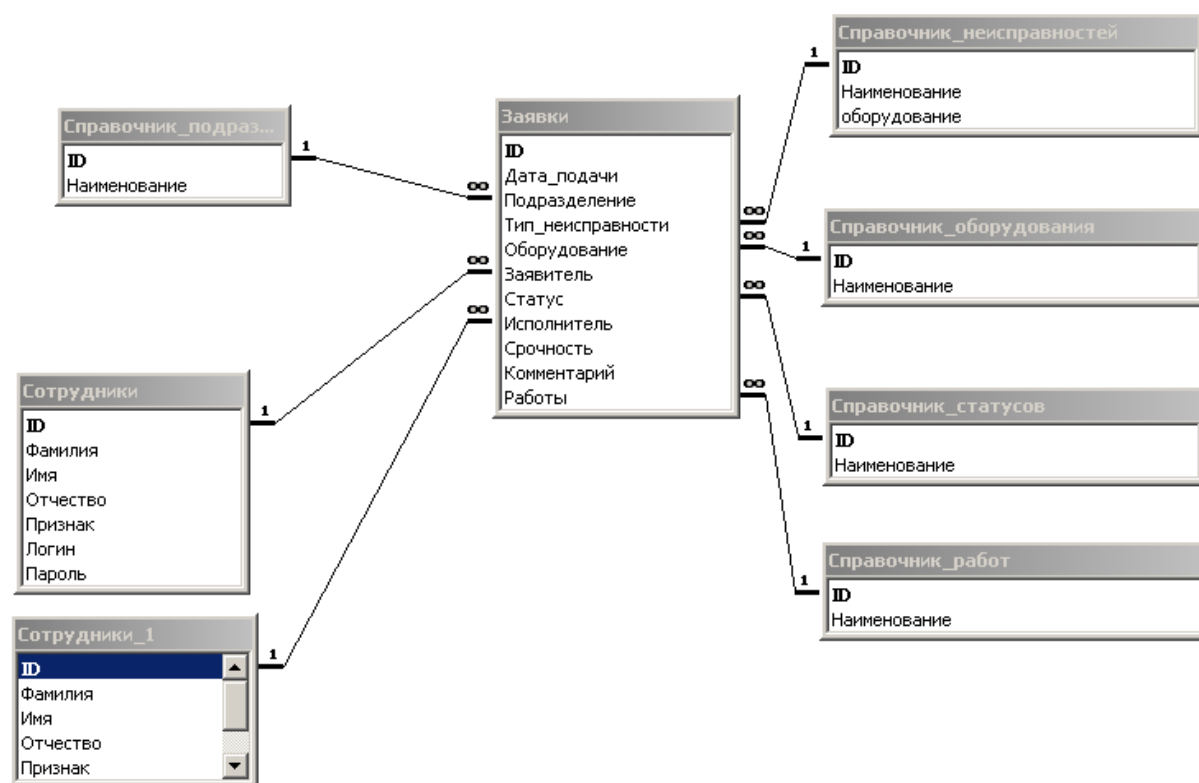 Справочник_подраз...
ID
Наименование
1
∞
Сотрудники
ID
Фамилия
Имя
Отчество
Признак
Логин
Пароль
1
∞
Сотрудники_1
ID
Фамилия
Имя
Отчество
Признак
1
∞
Заявки
ID
Дата_подачи
Подразделение
Тип_неисправности
Оборудование
Заявитель
Статус
Исполнитель
Срочность
Комментарий
Работы
Справочник_неисправностей
ID
Наименование
оборудование
1
∞
Справочник_оборудования
ID
Наименование
1
∞
Справочник_статусов
ID
Наименование
1
∞
Справочник_работ
ID
Наименование
1
∞